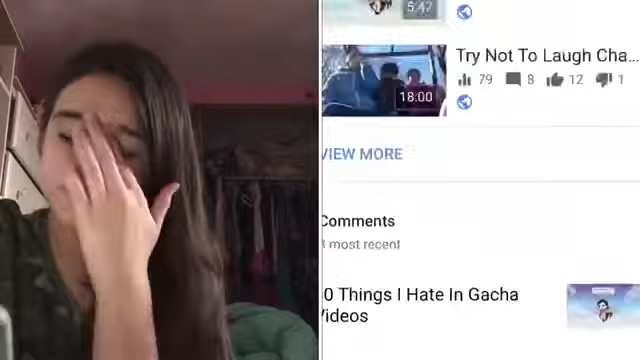 5:47
Try Not To Laugh Cha...
79 8 12 1
18:00
VIEW MORE
Comments
most recent
0 Things I Hate In Gacha
Videos